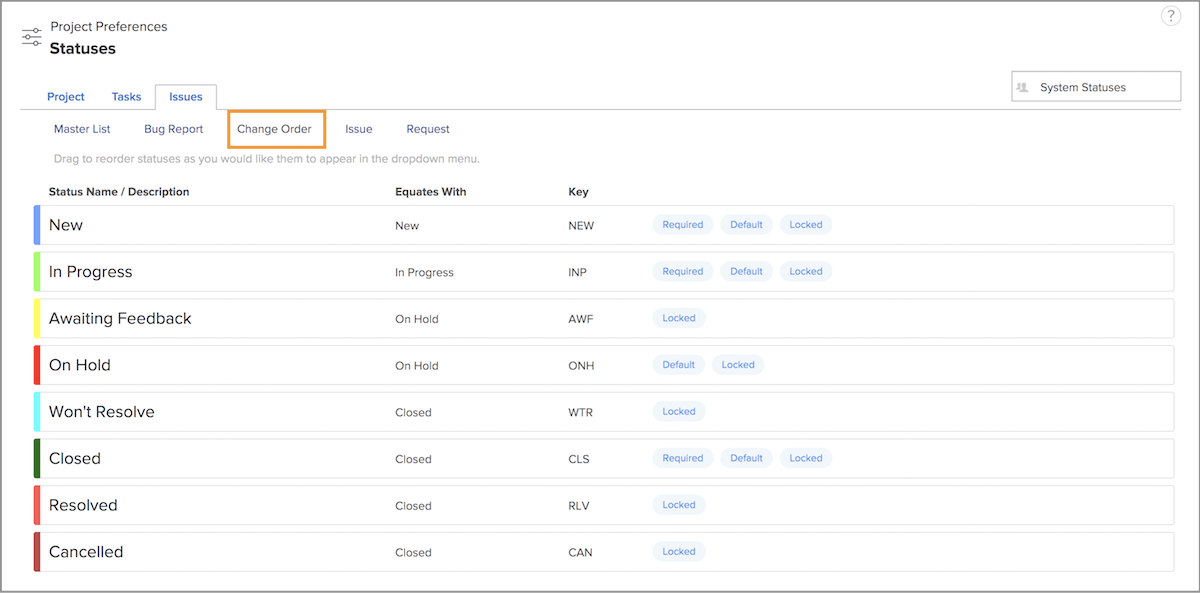 Project Preferences
?
Statuses
Project Tasks Issues
System Statuses
Master List Bug Report Change Order Issue Request
Drag to reorder statuses as you would like them to appear in the dropdown menu.
Status Name / Description Equates With Key
New New NEW Required Default Locked
In Progress In Progress INP Required Default Locked
Awaiting Feedback On Hold AWF Locked
On Hold On Hold ONH Default Locked
Won't Resolve Closed WTR Locked
Closed Closed CLS Required Default Locked
Resolved Closed RLV Locked
Cancelled Closed CAN Locked